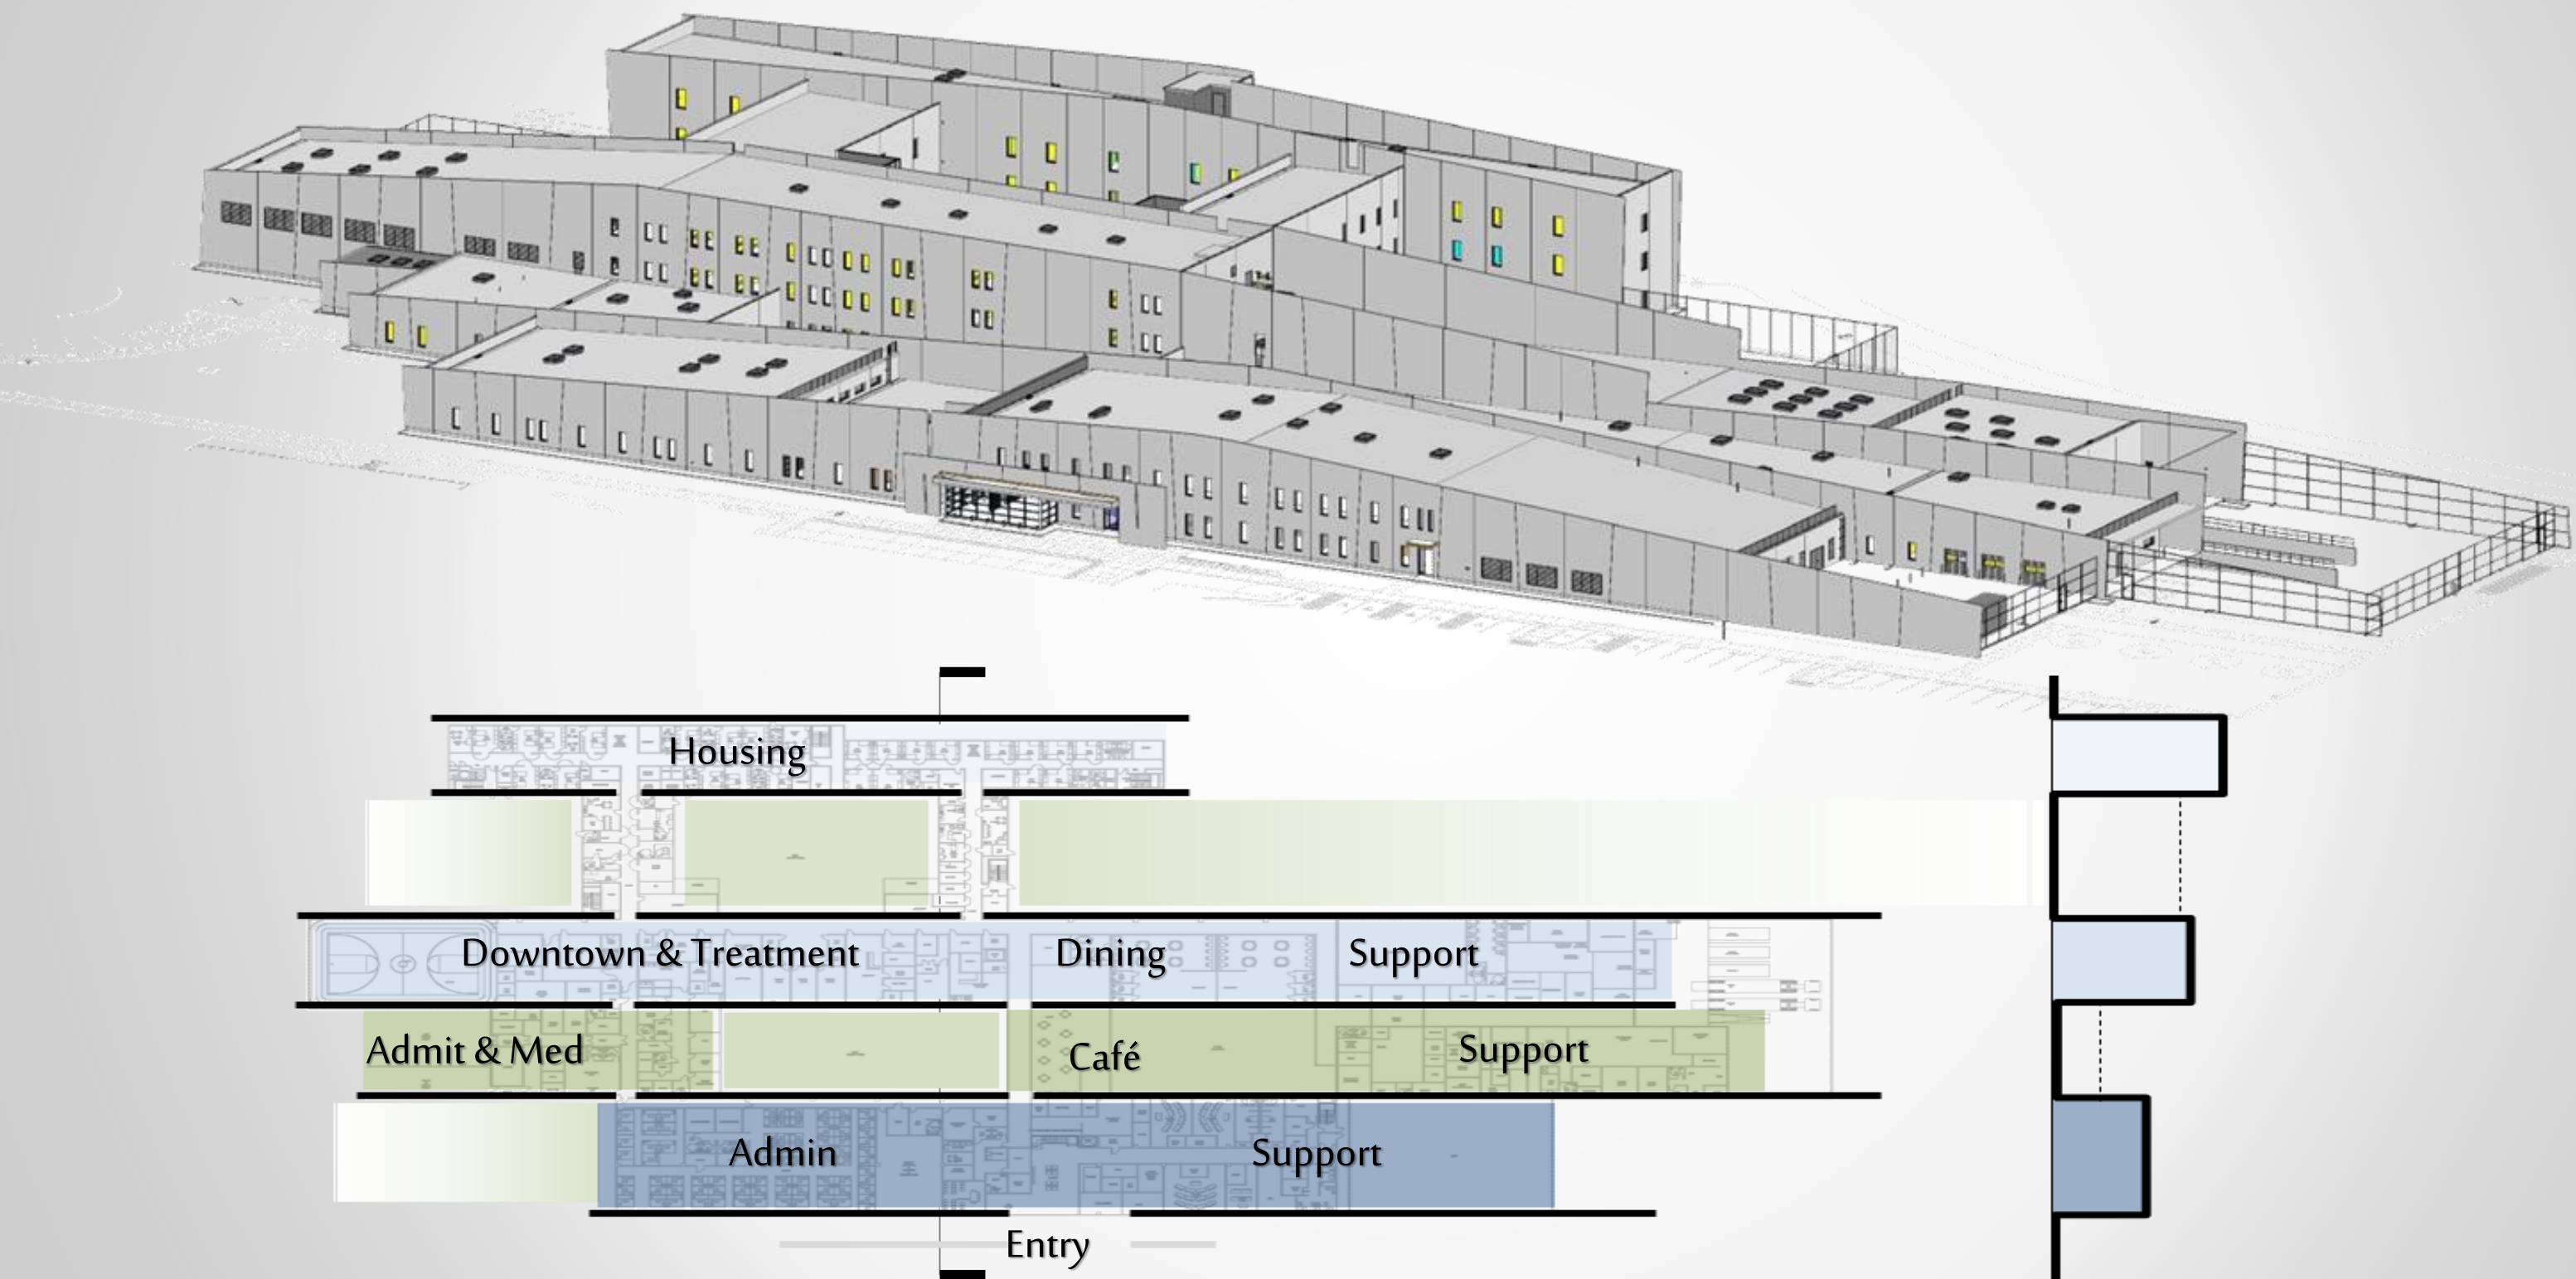 Housing
Downtown & Treatment Dining Support
Admit & Med Café Support
Admin Support
Entry